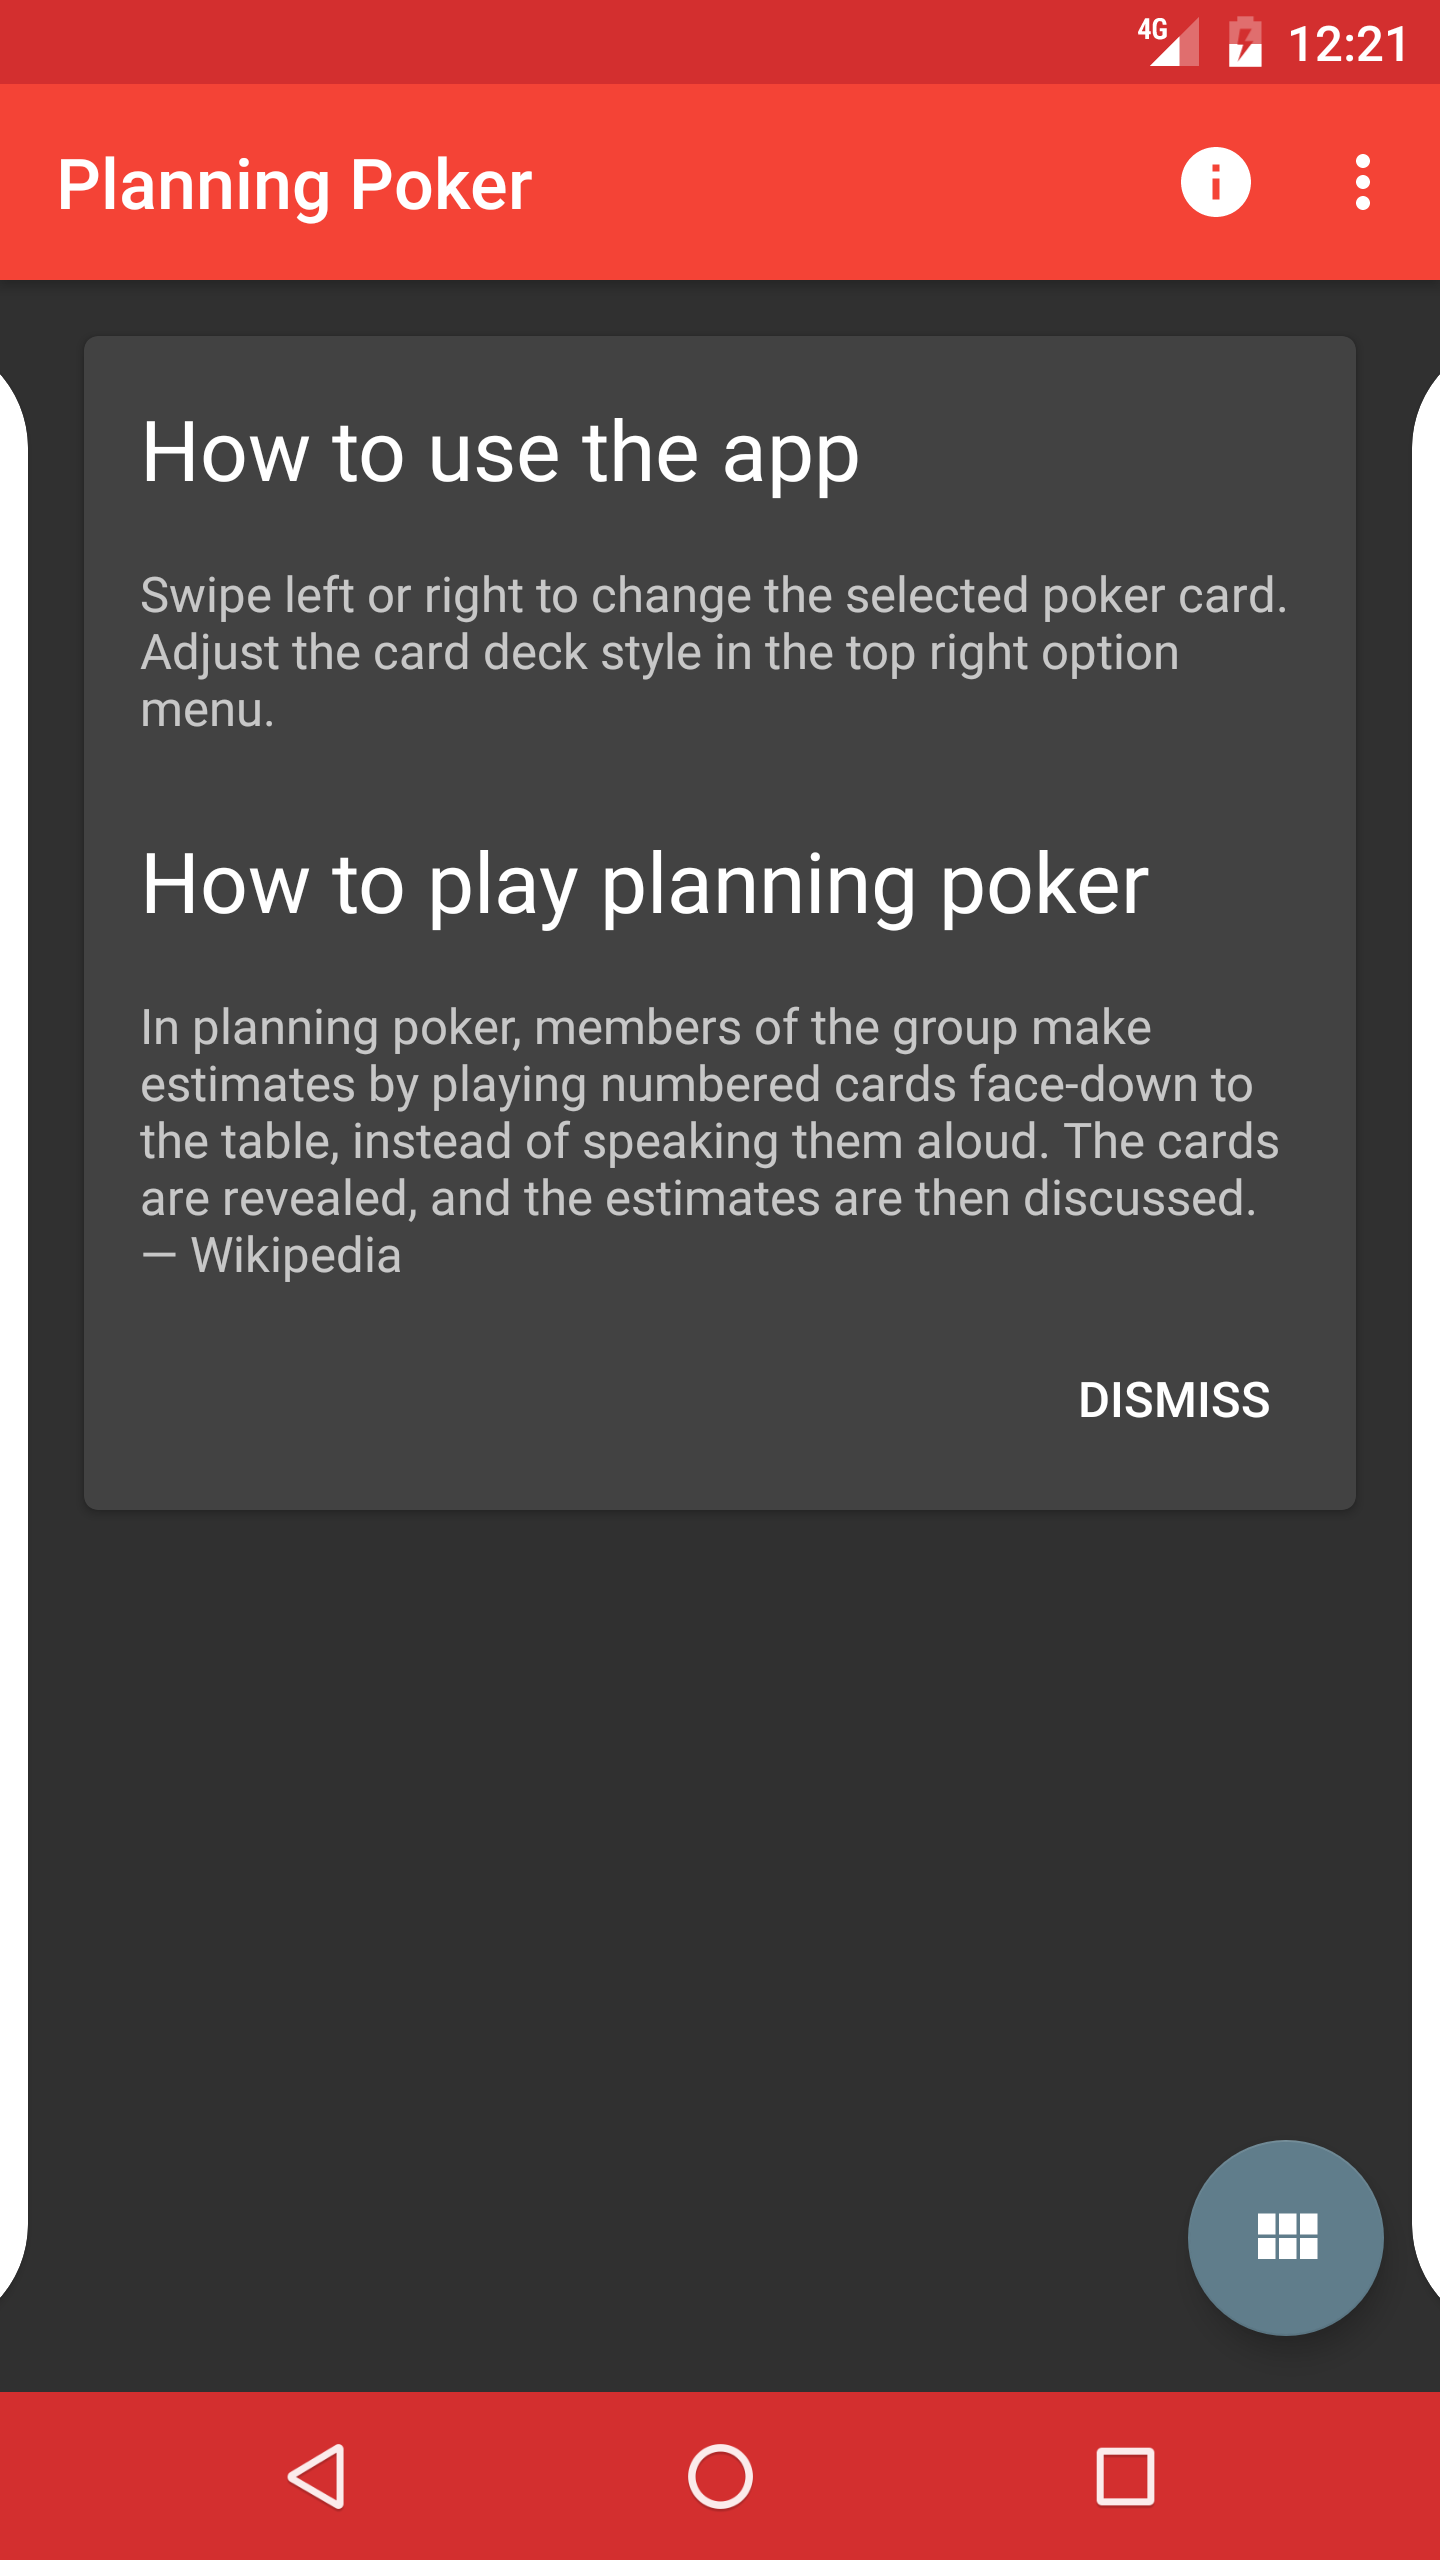 4G 12:21
Planning Poker
How to use the app
Swipe left or right to change the selected poker card.
Adjust the card deck style in the top right option
menu.
How to play planning poker
In planning poker, members of the group make
estimates by playing numbered cards face-down to
the table, instead of speaking them aloud. The cards
are revealed, and the estimates are then discussed.
— Wikipedia
DISMISS